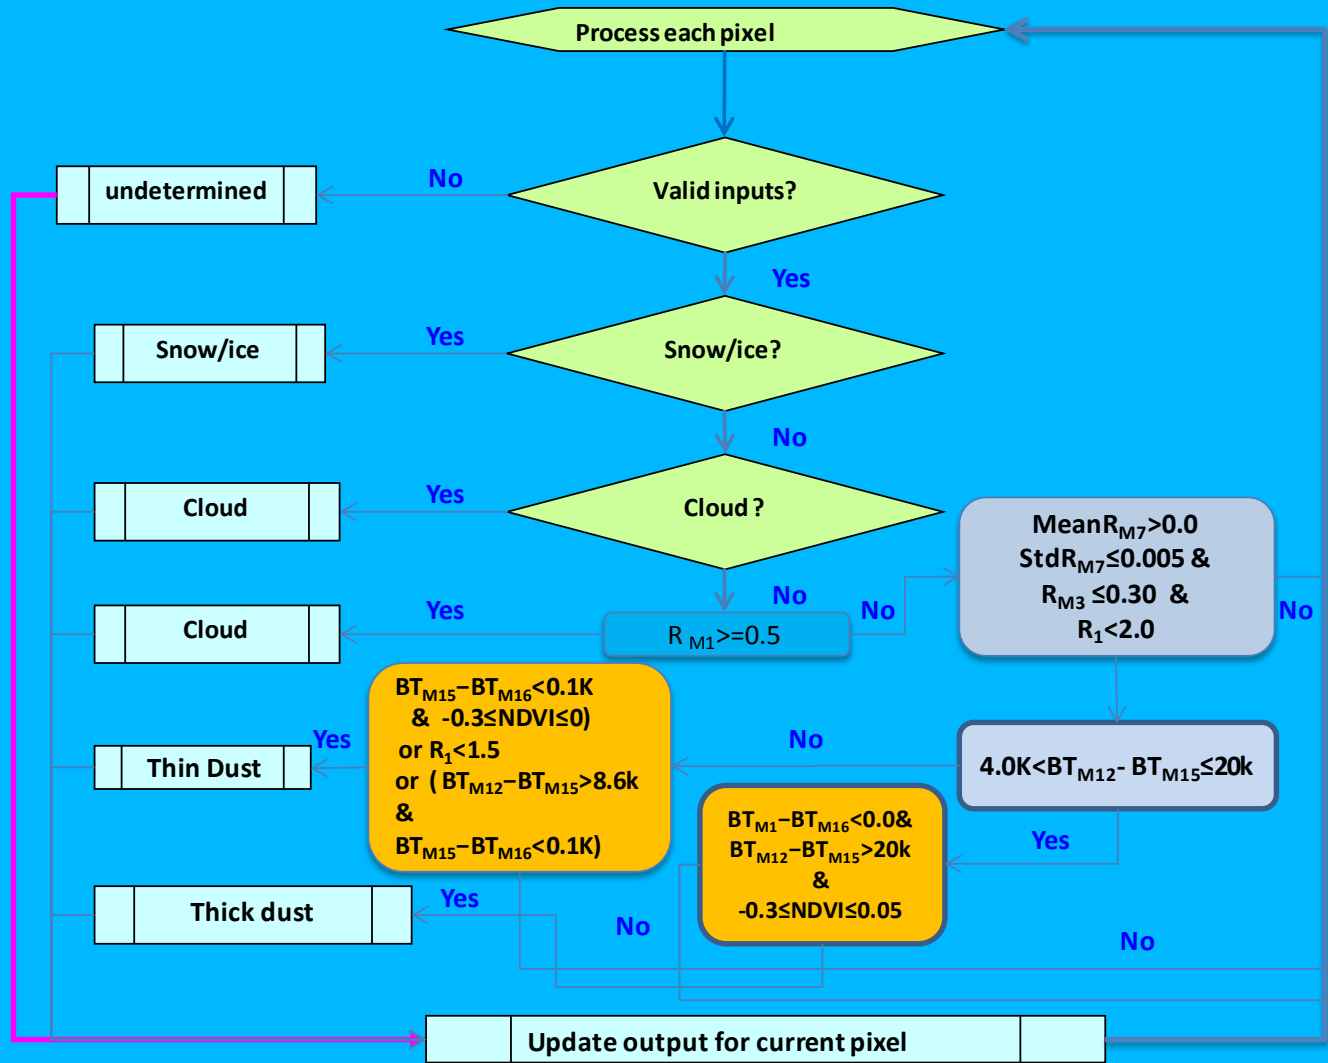 Process each pixel
undetermined
No
Valid inputs?
Yes
Snow/ice
Yes
Snow/ice?
No
Cloud
Yes
Cloud ?
No
MeanR_M7>0.0
StdR_M7≤0.005 &
R_M3 ≤0.30 &
R_1<2.0
No
No
Cloud
Yes
R M1>=0.5
BT_M15−BT_M16<0.1K
& -0.3≤NDVI≤0)
or R_1<1.5
or ( BT_M12−BT_M15>8.6k
&
BT_M15−BT_M16<0.1K)
Thin Dust
Yes
No
4.0K<BT_M12- BT_M15≤20k
Yes
BT_M1−BT_M16<0.0&
BT_M12−BT_M15>20k
&
-0.3≤NDVI≤0.05
Thick dust
Yes
No
No
Update output for current pixel